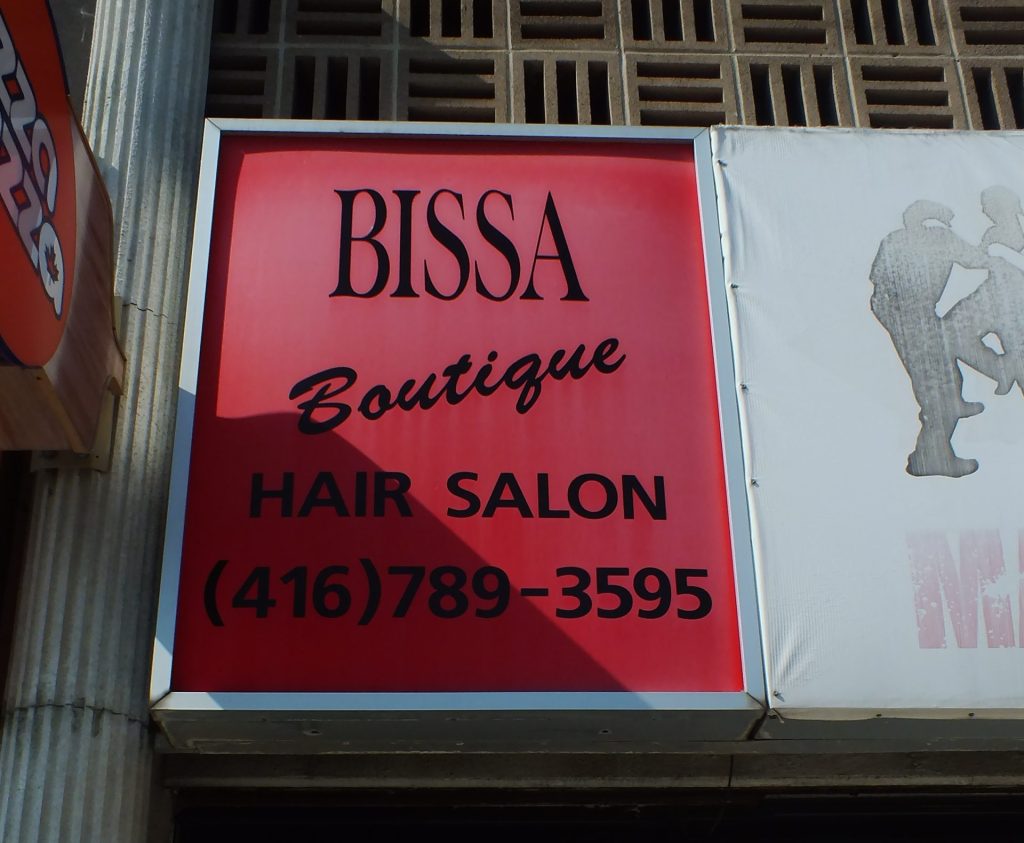 BISSA
Boutique
HAIR SALON
(416)789-3595